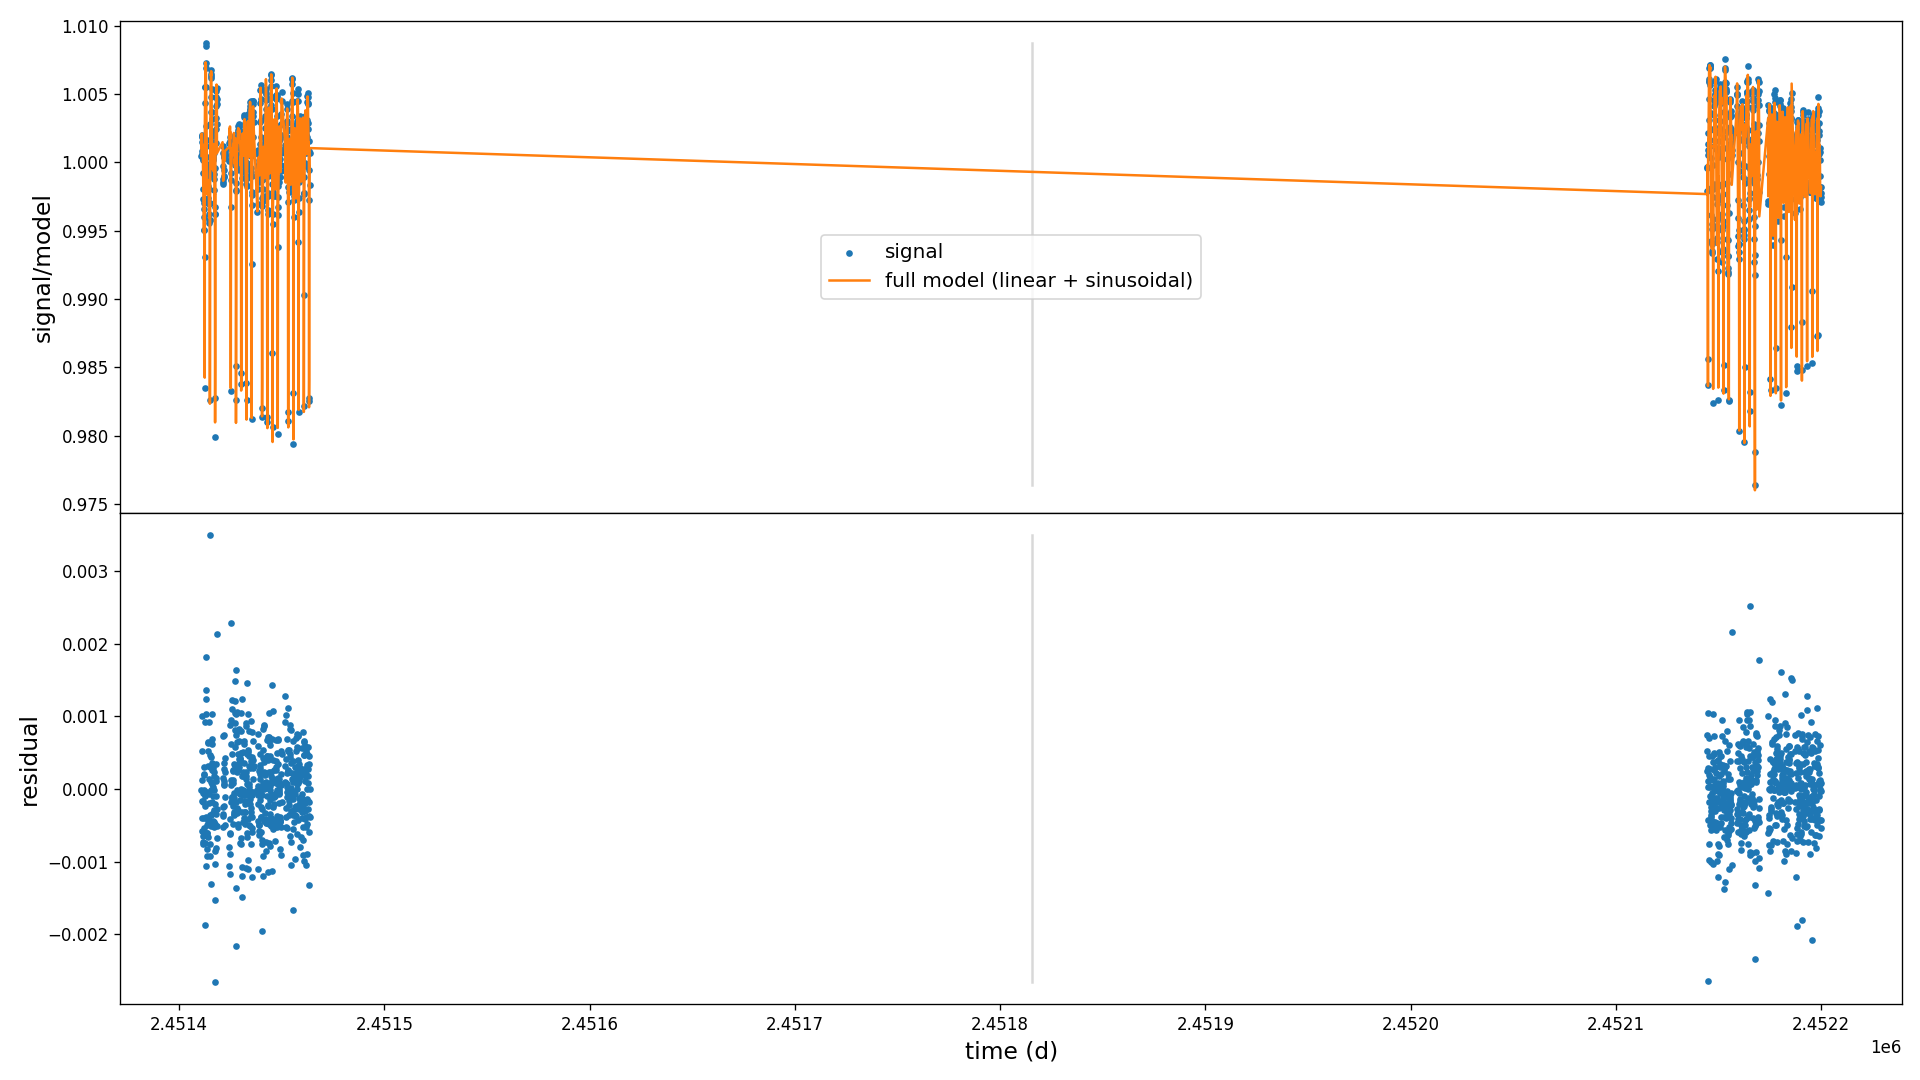 1.010
1.005
1.000
0.995
0.990
0.985
0.980
0.975
signal/model
signal
full model (linear + sinusoidal)
0.003
0.002
0.001
0.000
−0.001
−0.002
residual
2.4514 2.4515 2.4516 2.4517 2.4518 2.4519 2.4520 2.4521 2.4522
1e6
time (d)